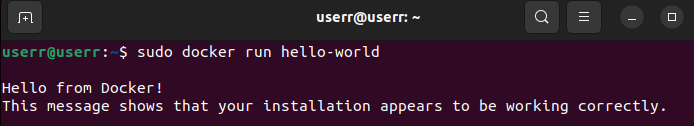 userr@userr: ~
userr@userr:~$ sudo docker run hello-world
Hello from Docker!
This message shows that your installation appears to be working correctly.